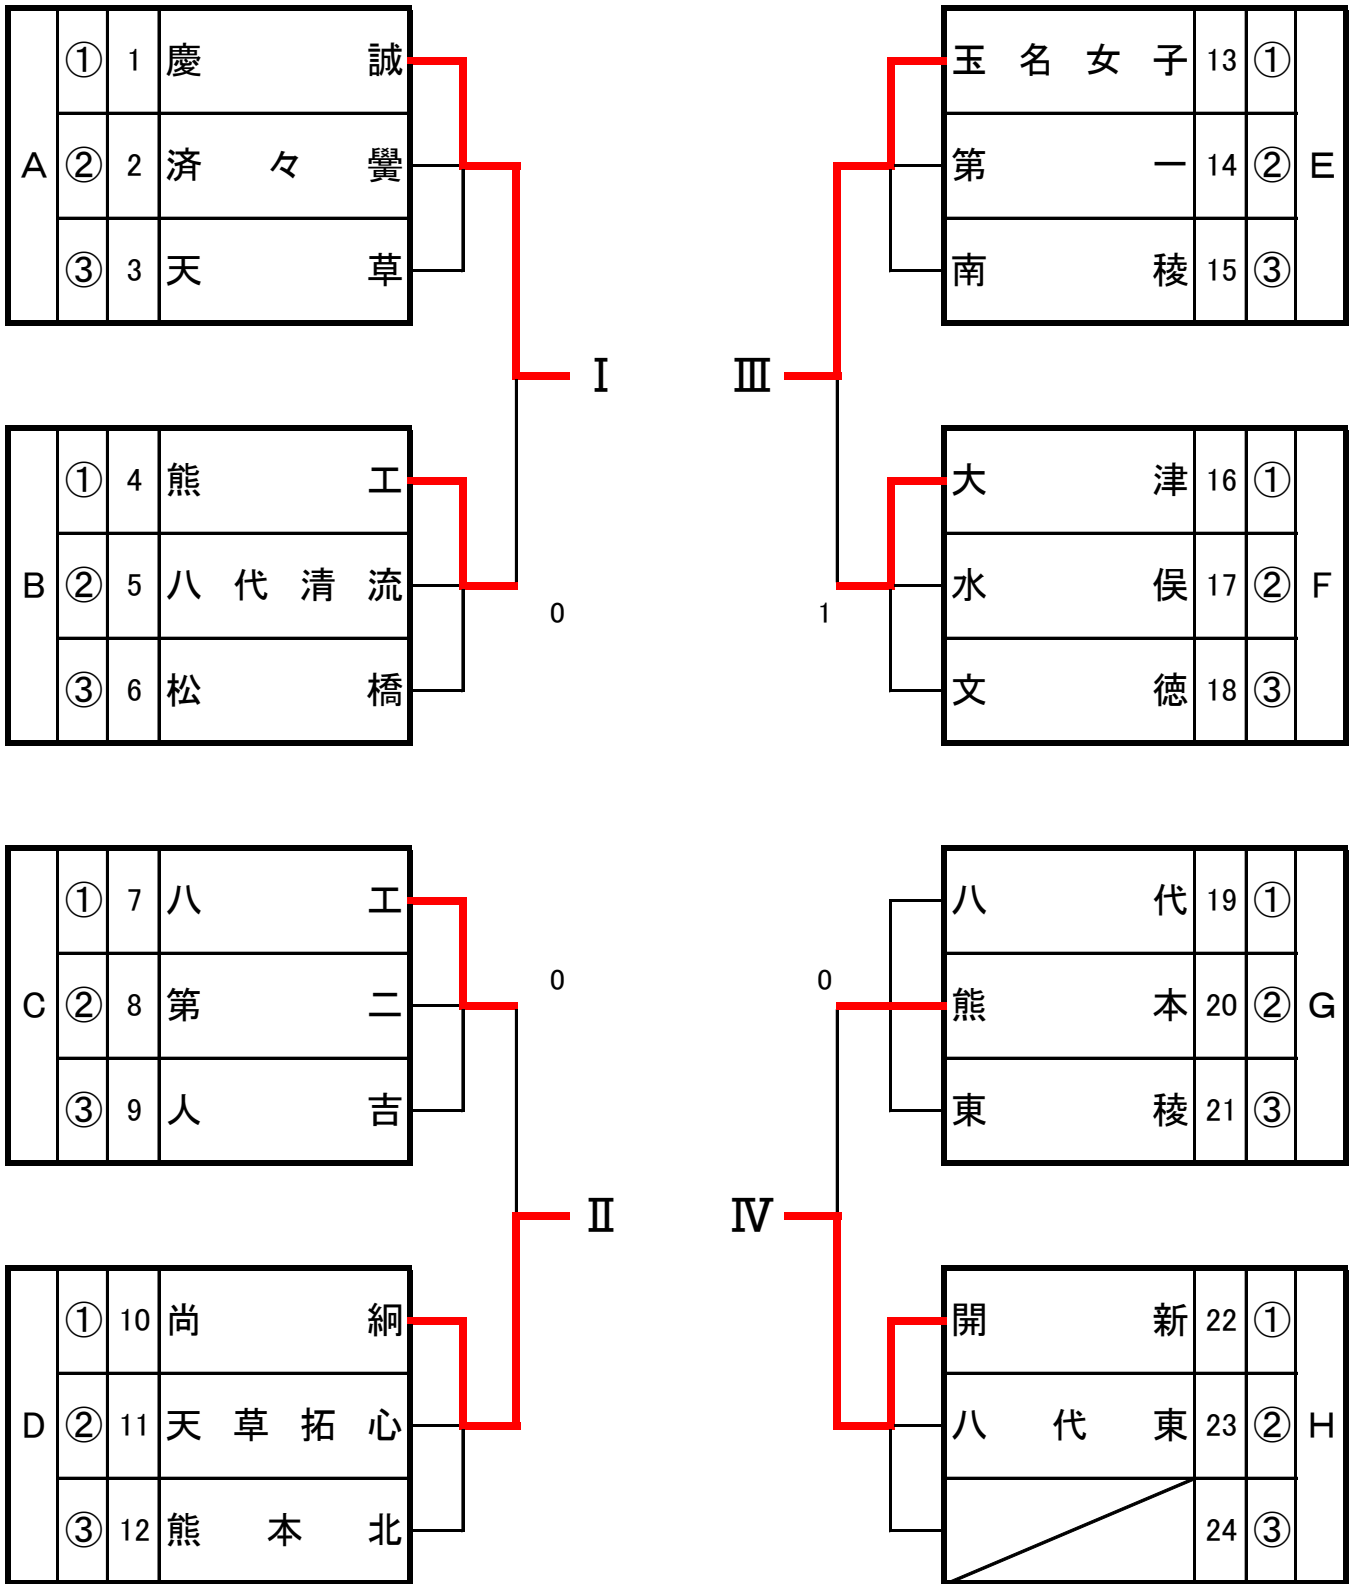 A
① 1 慶誠
② 2 済々黌
③ 3 天草
Ⅰ
B
① 4 熊工
② 5 八代清流
③ 6 松橋
0
C
① 7 八工
② 8 第二
③ 9 人吉
0
Ⅱ
D
① 10 尚絅
② 11 天草拓心
③ 12 熊本北
玉名女子 13 ①
第一 14 ②
南稜 15 ③
E
Ⅲ
大津 16 ①
水俣 17 ②
文徳 18 ③
F
1
八代 19 ①
熊本 20 ②
東稜 21 ③
G
0
Ⅳ
開新 22 ①
八代東 23 ②
24 ③
H